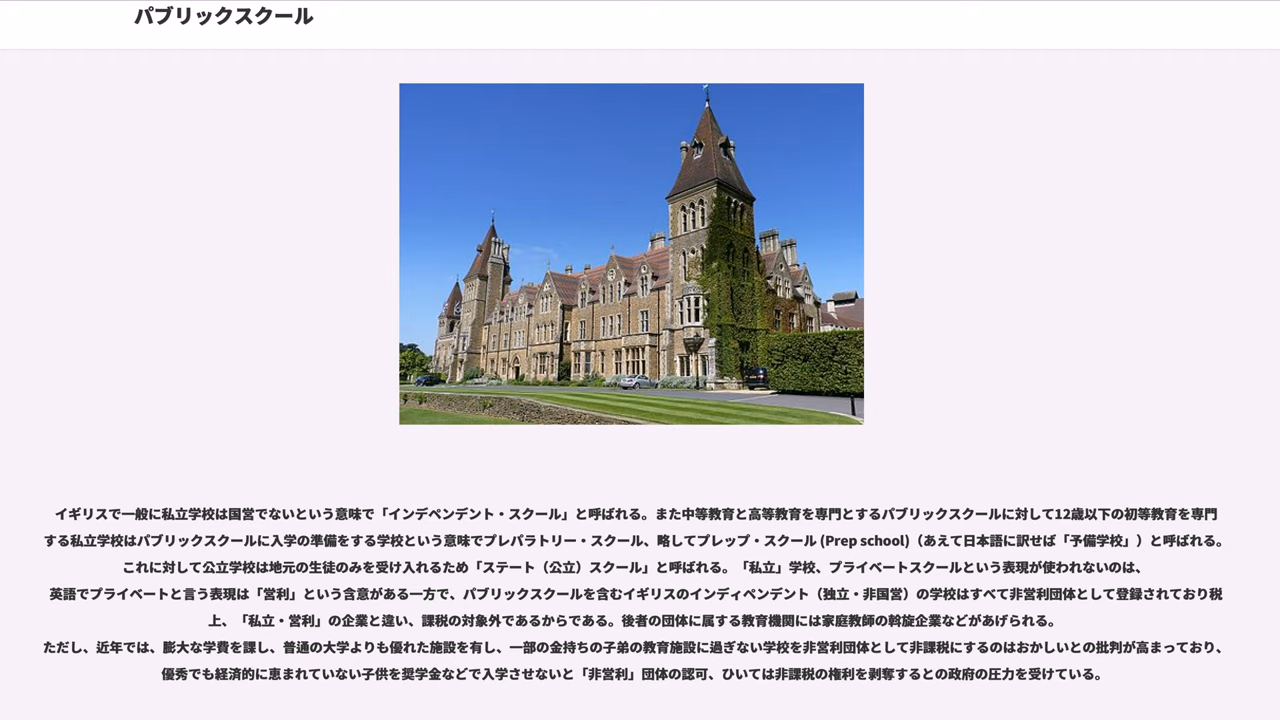 パブリックスクール
イギリスで一般に私立学校は国営でないという意味で「インデペンデント・スクール」と呼ばれる。また中等教育と高等教育を専門とするパブリックスクールに対して12歳以下の初等教育を専門
する私立学校はパブリックスクールに入学の準備をする学校という意味でプレパラトリー・スクール、略してプレップ・スクール (Prep school)（あえて日本語に訳せば「予備学校」）と呼ばれる。
これに対して公立学校は地元の生徒のみを受け入れるため「ステート（公立）スクール」と呼ばれる。「私立」学校、プライベートスクールという表現が使われないのは、
英語でプライベートと言う表現は「営利」という含意がある一方で、パブリックスクールを含むイギリスのインディペンデント（独立・非国営）の学校はすべて非営利団体として登録されており税
上、「私立・営利」の企業と違い、課税の対象外であるからである。後者の団体に属する教育機関には家庭教師の斡旋企業などがあげられる。
ただし、近年では、膨大な学費を課し、普通の大学よりも優れた施設を有し、一部の金持ちの子弟の教育施設に過ぎない学校を非営利団体として非課税にするのはおかしいとの批判が高まっており、
優秀でも経済的に恵まれていない子供を奨学金などで入学させないと「非営利」団体の認可、ひいては非課税の権利を剥奪するとの政府の圧力を受けている。